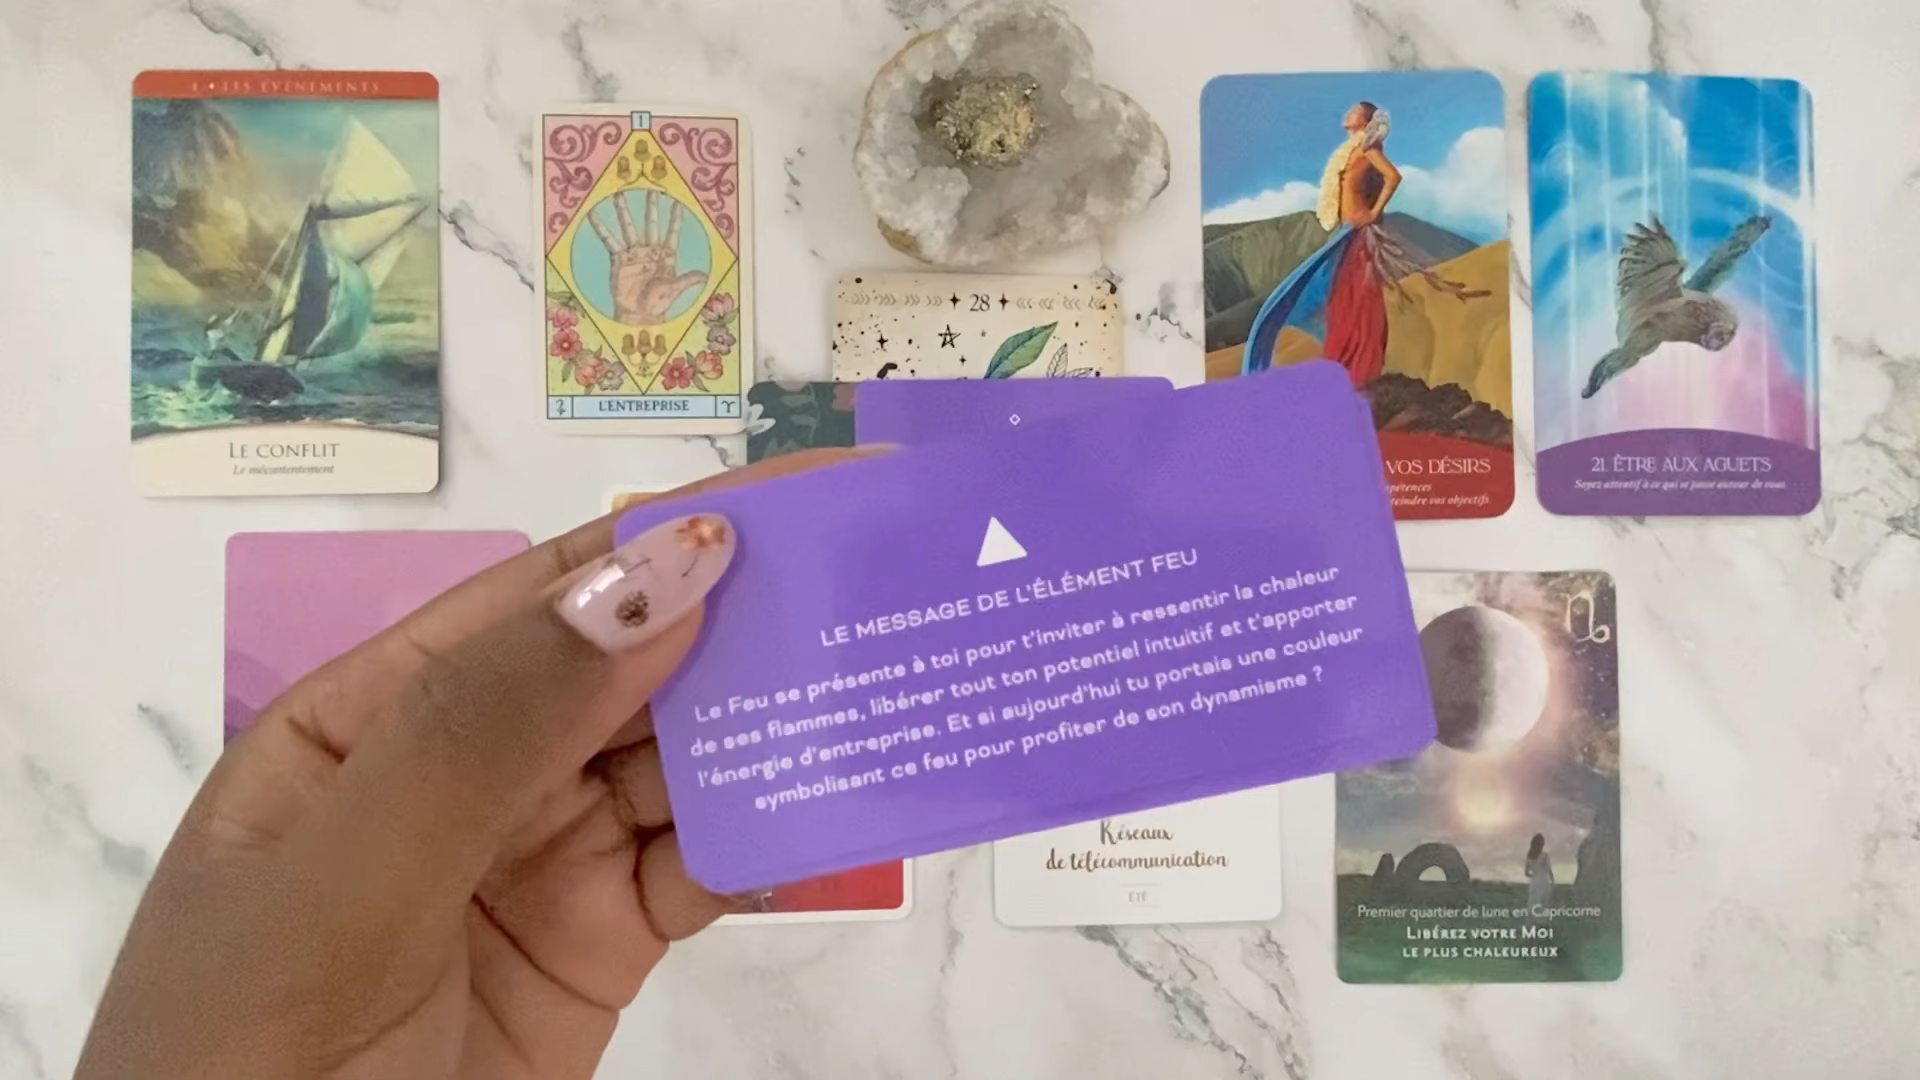 4 • LES ÉVÉNEMENTS
LE CONFLIT
Le mécontentement
I
L'ENTREPRISE
28
VOS DÉSIRS
teindre vos objectifs
21. ÊTRE AUX AGUETS
Soyez attentif à ce qui se passe autour de vous
LE MESSAGE DE L'ÉLÉMENT FEU
Le Feu se présente à toi pour t'inviter à ressentir la chaleur
de ses flammes, libérer tout ton potentiel intuitif et t'apporter
l'énergie d'entreprise. Et si aujourd'hui tu portais une couleur
symbolisant ce feu pour profiter de son dynamisme ?
Réseaux
de télécommunication
ÉTÉ
Premier quartier de lune en Capricorne
LIBÉREZ VOTRE MOI
LE PLUS CHALEUREUX